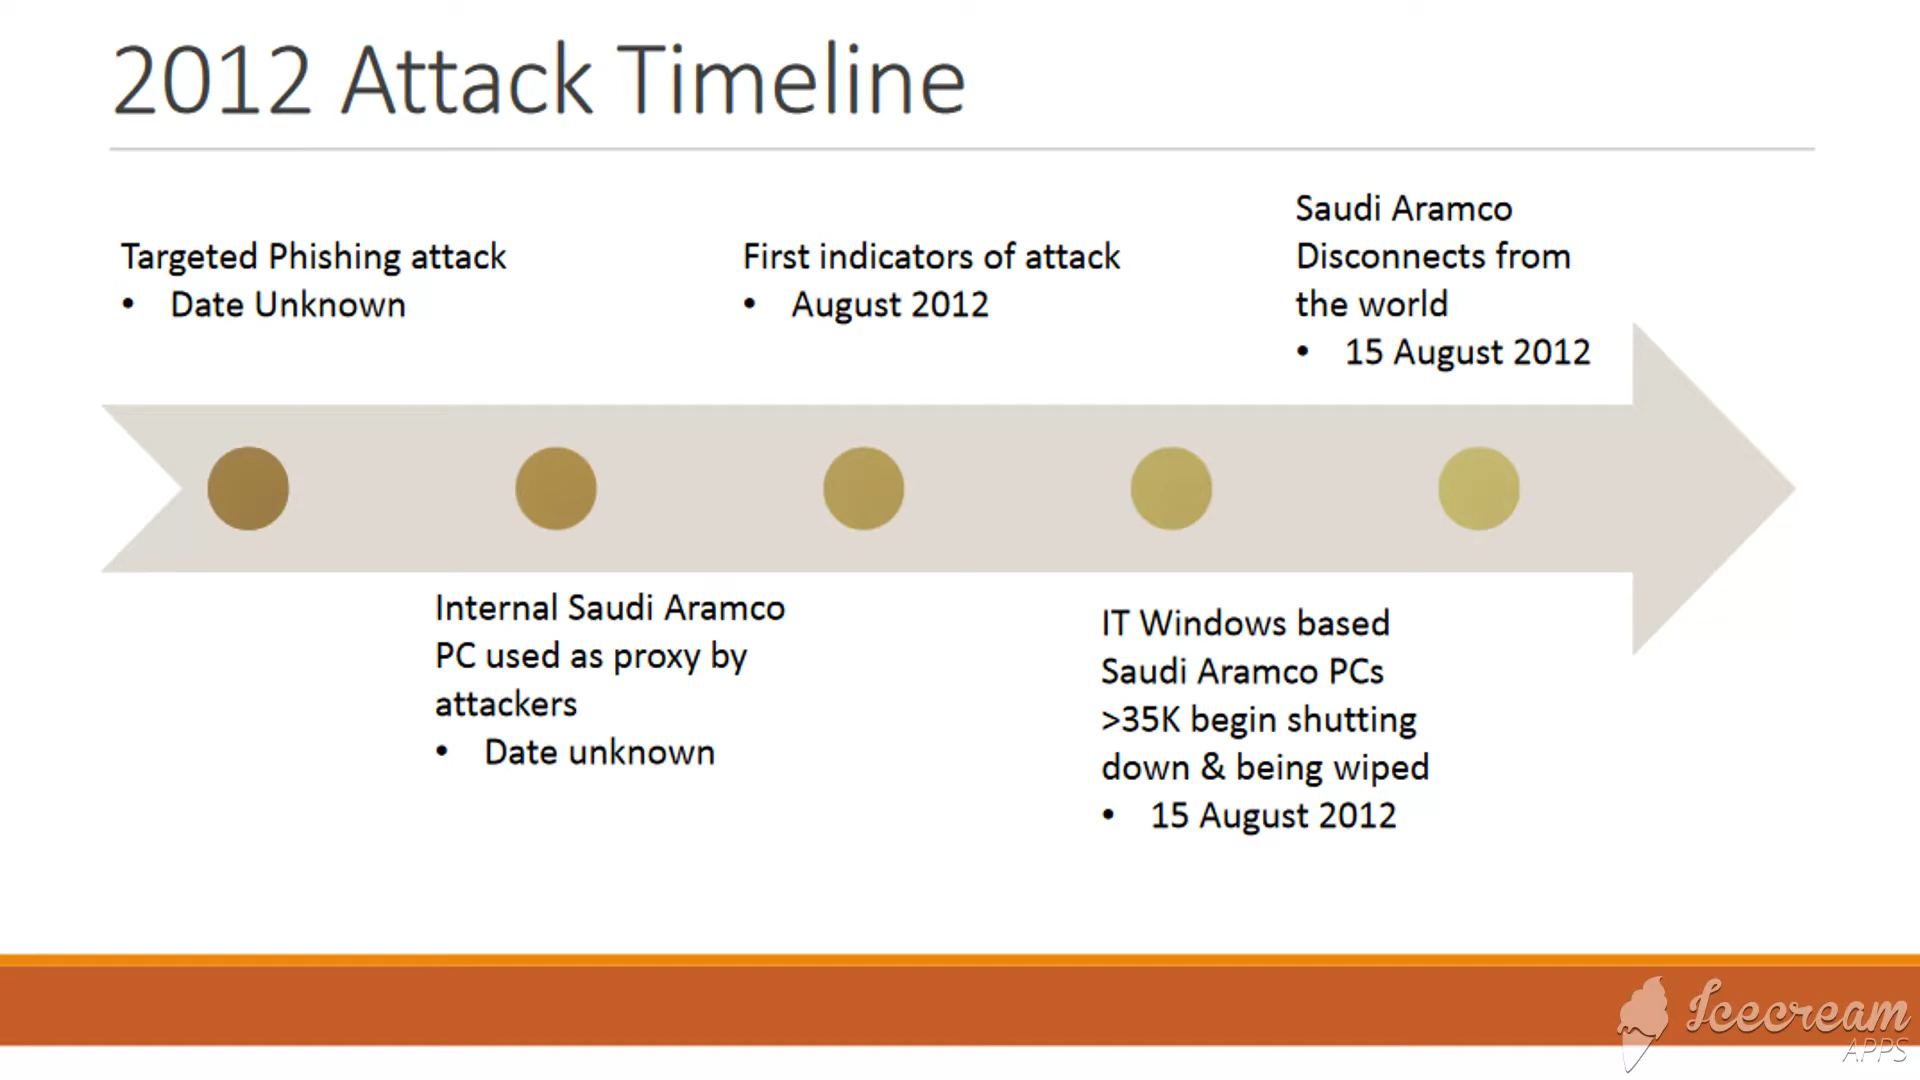 2012 Attack Timeline
Targeted Phishing attack
• Date Unknown
Internal Saudi Aramco
PC used as proxy by
attackers
• Date unknown
First indicators of attack
• August 2012
IT Windows based
Saudi Aramco PCs
>35K begin shutting
down & being wiped
• 15 August 2012
Saudi Aramco
Disconnects from
the world
• 15 August 2012
Icecream
APPS